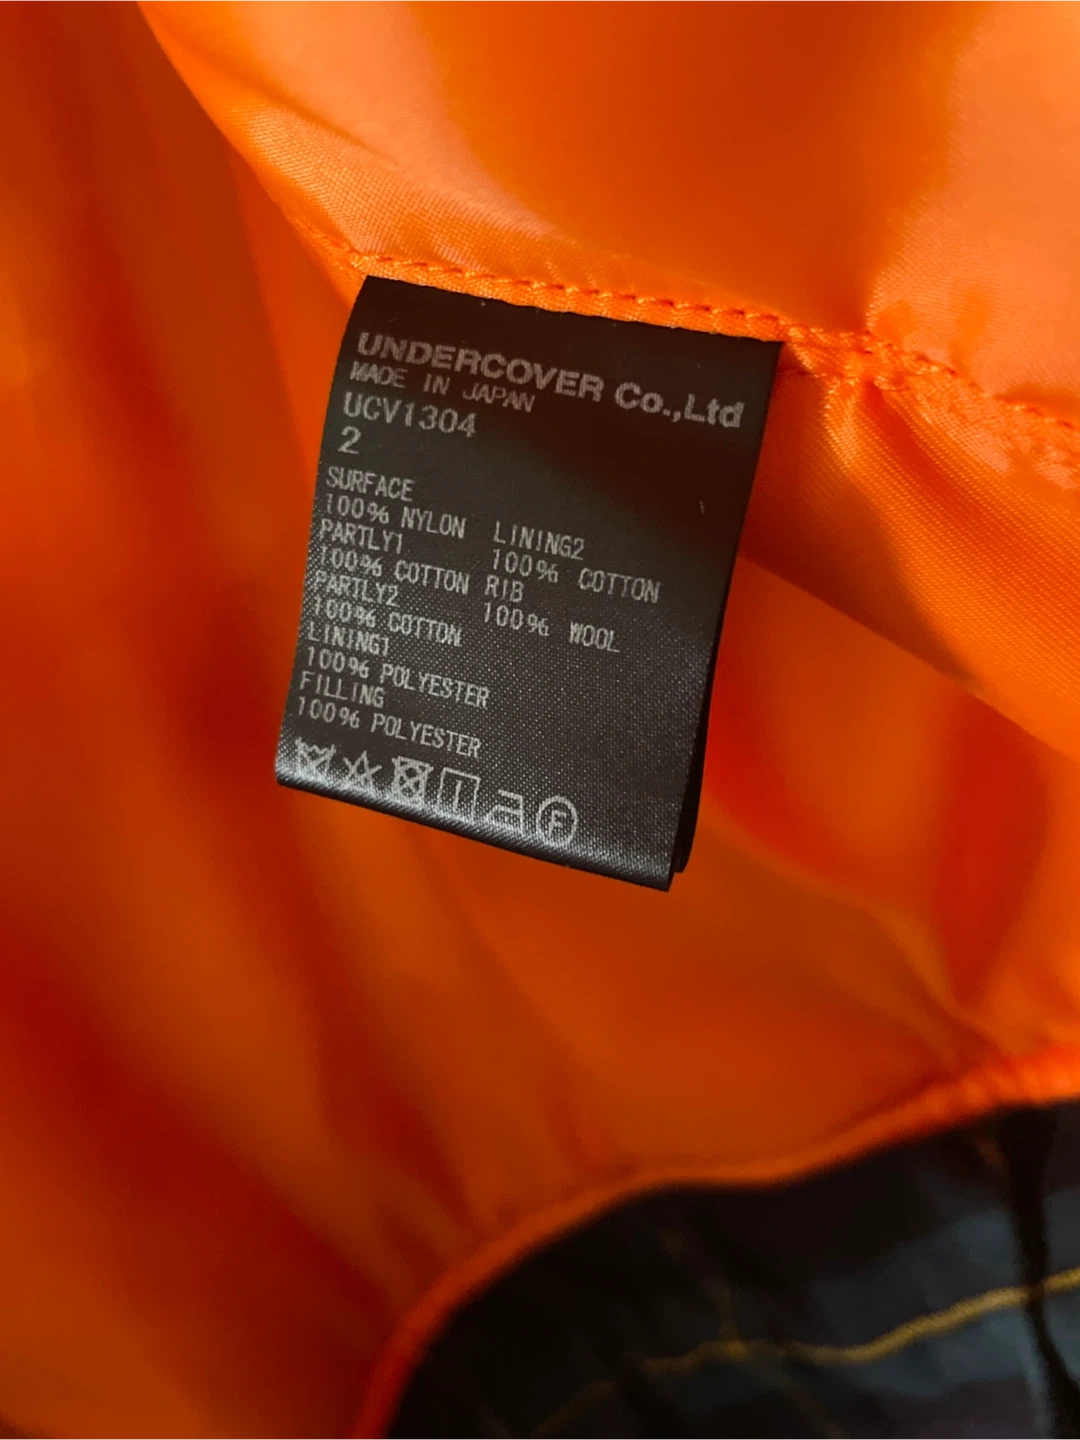 UNDERCOVER Co.,Ltd
MADE IN JAPAN
UCV1304
2
SURFACE
100% NYLON
PARTLY1
100% COTTON
PARTLY2
100% COTTON
LINING1
100% POLYESTER
FILLING
100% POLYESTER
LINING2
100% COTTON
RIB
100% WOOL
F